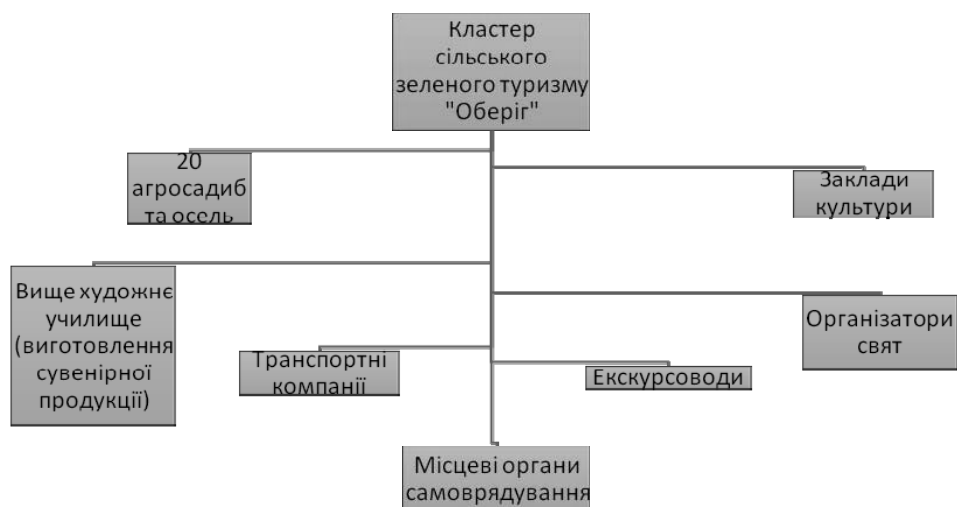 Кластер
сільського
зеленого туризму
"Оберіг"
20
агросадиб
та осель
Заклади
культури
Вище художнє
училище
(виготовлення
сувенірної
продукції)
Організатори
свят
Транспортні
компанії
Екскурсоводи
Місцеві органи
самоврядування